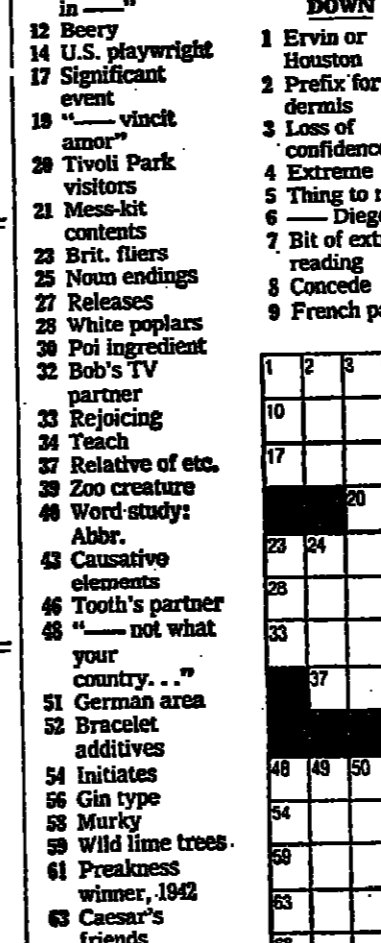 in —"
12 Beery
14 U.S. playwright
17 Significant
event
19 "— vincit
amor"
20 Tivoli Park
visitors
21 Mess-kit
contents
23 Brit. fliers
25 Noun endings
27 Releases
28 White poplars
30 Poi ingredient
32 Bob's TV
partner
33 Rejoicing
34 Teach
37 Relative of etc.
39 Zoo creature
40 Word study:
Abbr.
43 Causative
elements
46 Tooth's partner
48 "— not what
your
country. . ."
51 German area
52 Bracelet
additives
54 Initiates
56 Gin type
58 Murky
59 Wild lime trees
61 Preakness
winner, 1942
63 Caesar's
friends
DOWN
1 Ervin or
Houston
2 Prefix for
dermis
3 Loss of
confidence
4 Extreme
5 Thing to
6 — Dieg
7 Bit of ext
reading
8 Concede
9 French pa
1 2 3
10
17
20
23 24
28
33
37
48 49 50
54
59
63